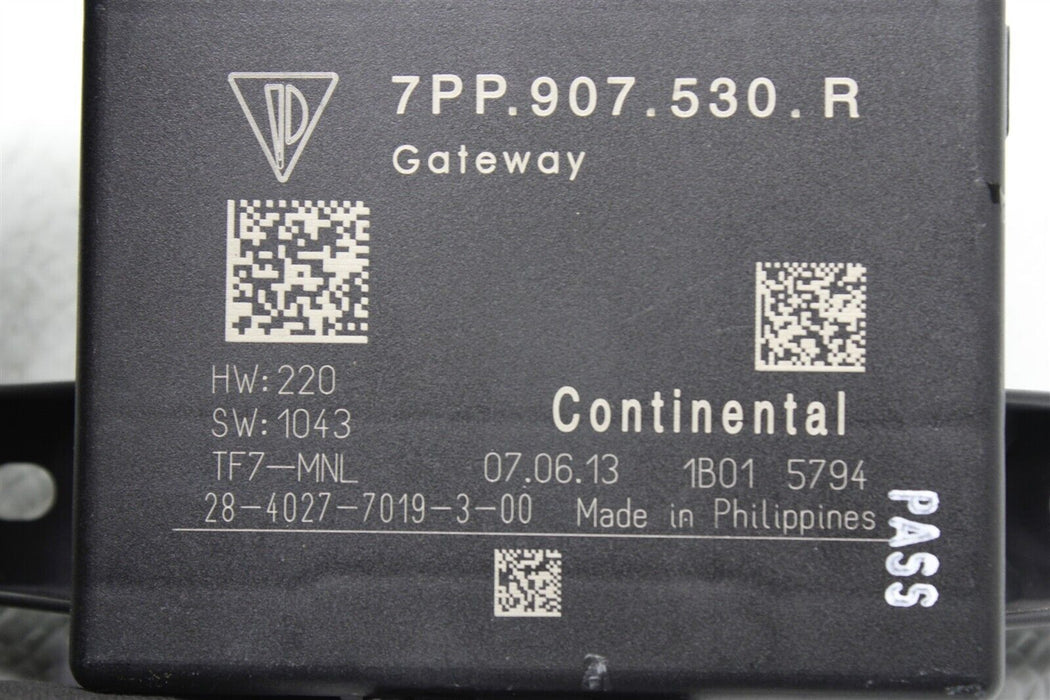 7PP.907.530.R
Gateway
HW:220
SW:1043
Continental
TF7-MNL 07.06.13 1B01 5794
28-4027-7019-3-00 Made in Philippines
PASS